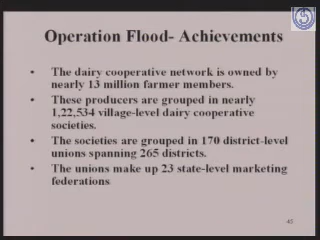 Operation Flood- Achievements
• The dairy cooperative network is owned by
nearly 13 million farmer members.
• These producers are grouped in nearly
1,22,534 village-level dairy cooperative
societies.
• The societies are grouped in 170 district-level
unions spanning 265 districts.
• The unions make up 23 state-level marketing
federations
45